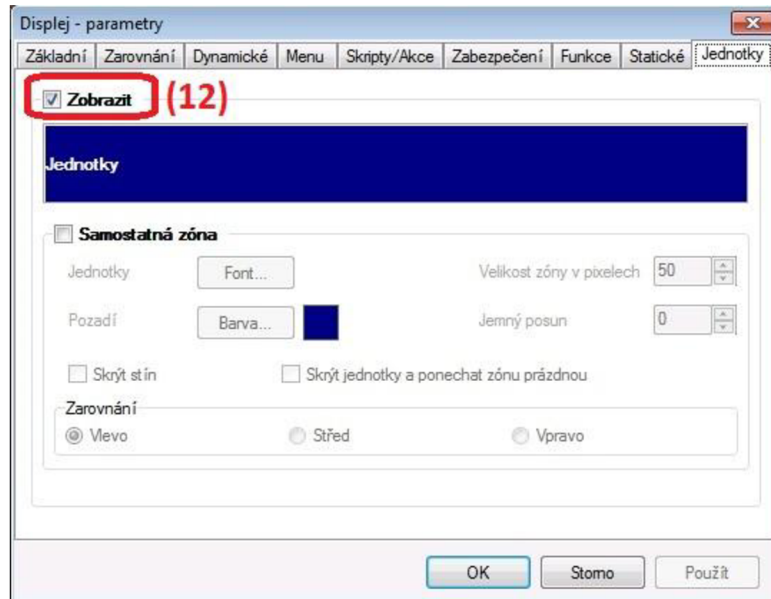 Displej - parametry
Základní Zarovnání Dynamické Menu Skripty/Akce Zabezpečení Funkce Statické Jednotky
Zobrazit (12)
Jednotky
Samostatná zóna
Jednotky Font... Velikost zóny v pixelech 50
Pozadí Barva... Jemný posun 0
Skrýt stín Skrýt jednotky a ponechat zónu prázdnou
Zarovnání
Vlevo Střed Vpravo
OK Storno Použít